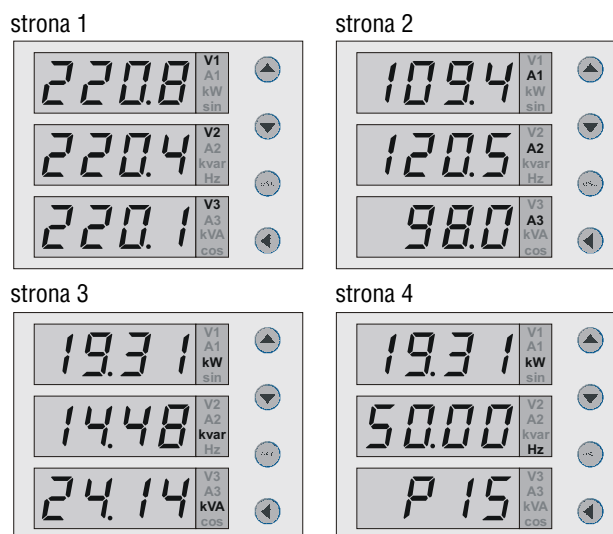 strona 1
220.8 V1 A1 kW sin
220.4 V2 A2 kvar Hz
220.1 V3 A3 kVA cos
strona 2
109.4 V1 A1 kW sin
120.5 V2 A2 kvar Hz
98.0 V3 A3 kVA cos
strona 3
19.31 V1 A1 kW sin
14.48 V2 A2 kvar Hz
24.14 V3 A3 kVA cos
strona 4
19.31 V1 A1 kW sin
50.00 V2 A2 kvar Hz
P15 V3 A3 kVA cos